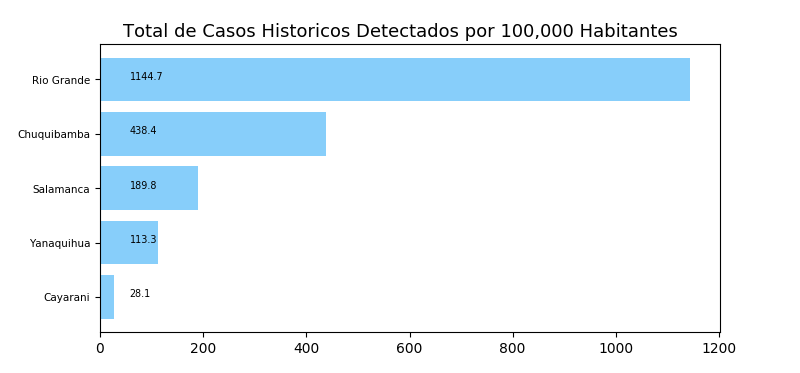 Total de Casos Historicos Detectados por 100,000 Habitantes
Rio Grande 1144.7
Chuquibamba 438.4
Salamanca 189.8
Yanaquihua 113.3
Cayarani 28.1
0 200 400 600 800 1000 1200